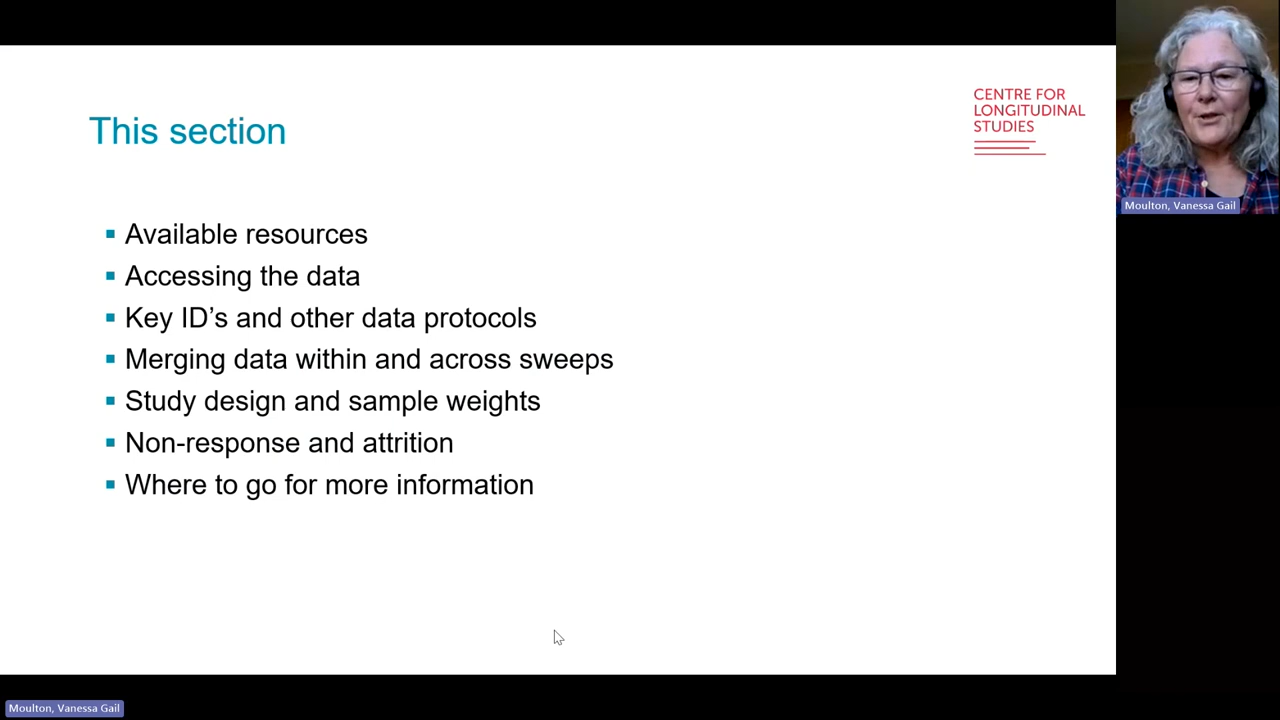 This section
CENTRE FOR
LONGITUDINAL
STUDIES
Available resources
Accessing the data
Key ID’s and other data protocols
Merging data within and across sweeps
Study design and sample weights
Non-response and attrition
Where to go for more information
Moulton, Vanessa Gail
Moulton, Vanessa Gail